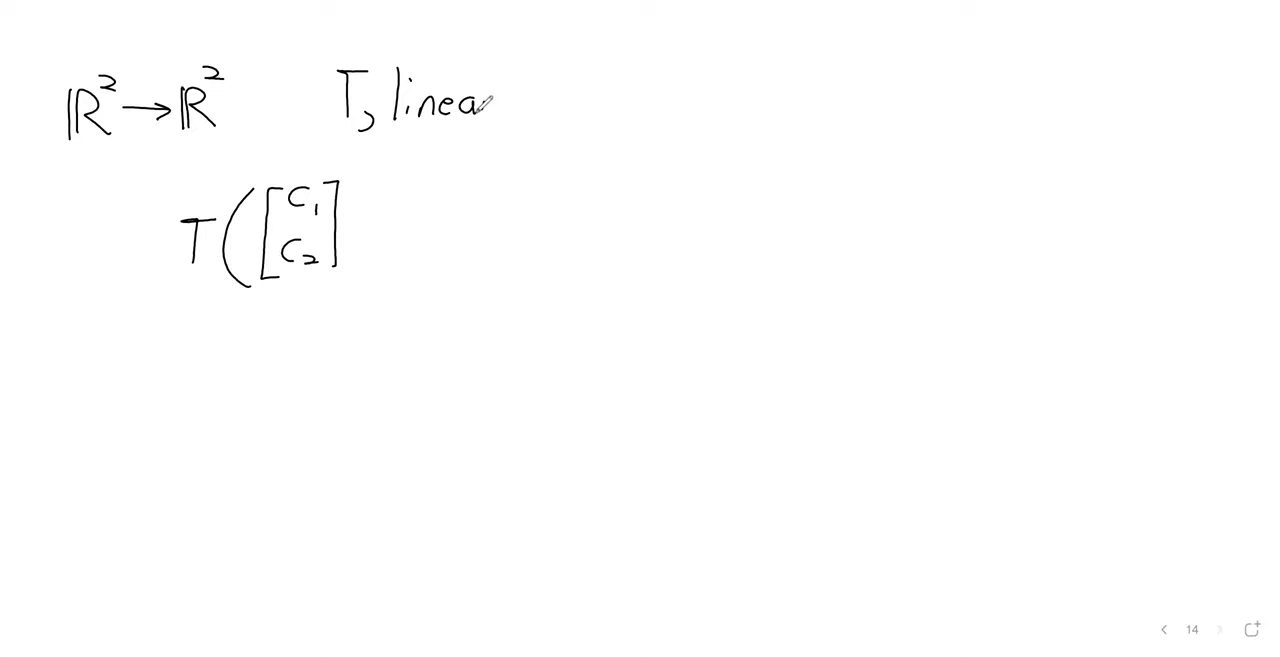 ℝ² → ℝ² T, linea
T([C₁
C₂]
14